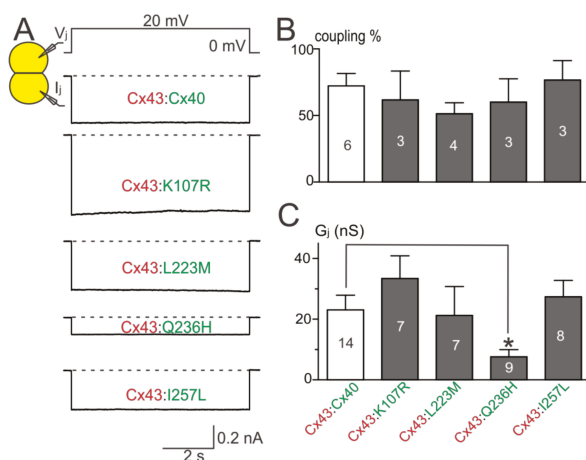 A
20 mV
Vj
0 mV
Ij
Cx43:Cx40
Cx43:K107R
Cx43:L223M
Cx43:Q236H
Cx43:I257L
0.2 nA
2 s
B
coupling %
100
50
0
6
3
4
3
3
C
Gj (nS)
40
20
0
14
7
7
*
9
8
Cx43:Cx40
Cx43:K107R
Cx43:L223M
Cx43:Q236H
Cx43:I257L